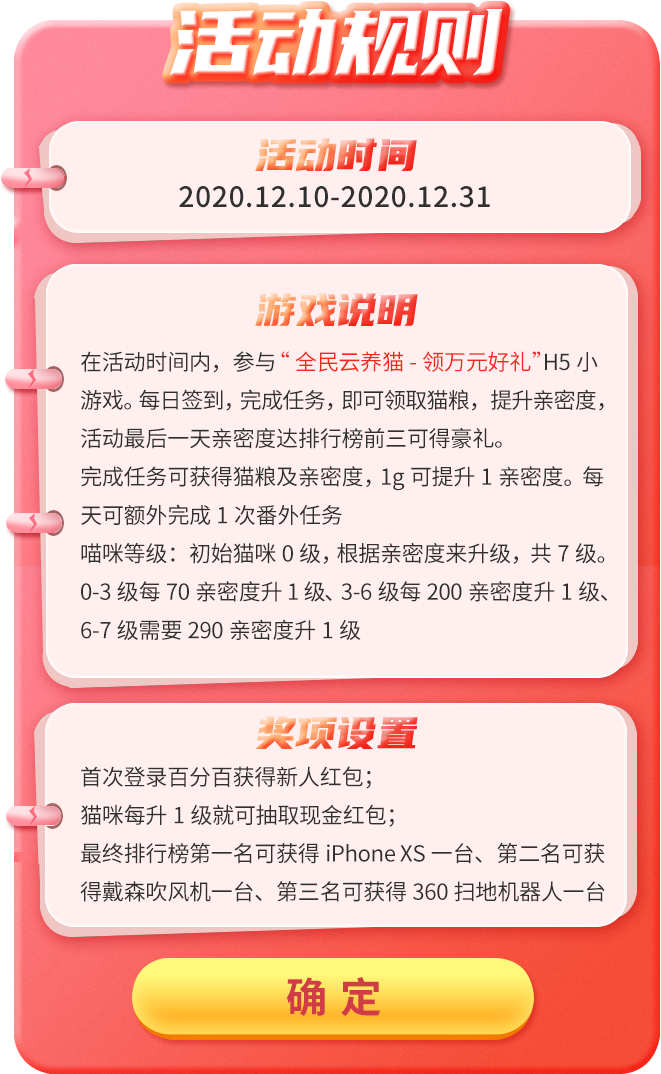 活动规则
活动时间
2020.12.10-2020.12.31
游戏说明
在活动时间内，参与“全民云养猫-领万元好礼”H5 小
游戏。每日签到，完成任务，即可领取猫粮，提升亲密度，
活动最后一天亲密度达排行榜前三可得豪礼。
完成任务可获得猫粮及亲密度，1g 可提升 1 亲密度。每
天可额外完成 1 次番外任务
喵咪等级：初始猫咪 0 级，根据亲密度来升级，共 7 级。
0-3 级每 70 亲密度升 1 级、3-6 级每 200 亲密度升 1 级、
6-7 级需要 290 亲密度升 1 级
奖项设置
首次登录百分百获得新人红包；
猫咪每升 1 级就可抽取现金红包；
最终排行榜第一名可获得 iPhone XS 一台、第二名可获
得戴森吹风机一台、第三名可获得 360 扫地机器人一台
确 定